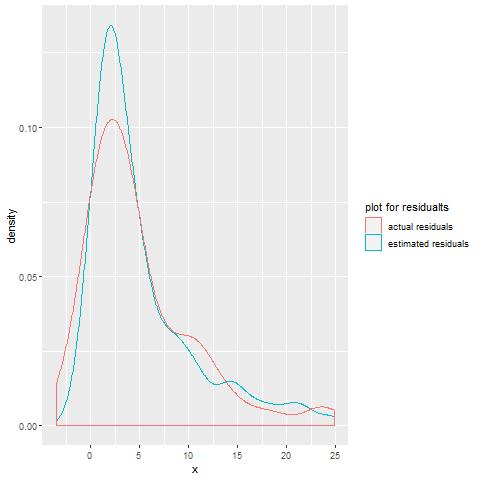 0.10
0.05
0.00
density
0
5
10
15
20
25
x
plot for residualts
actual residuals
estimated residuals